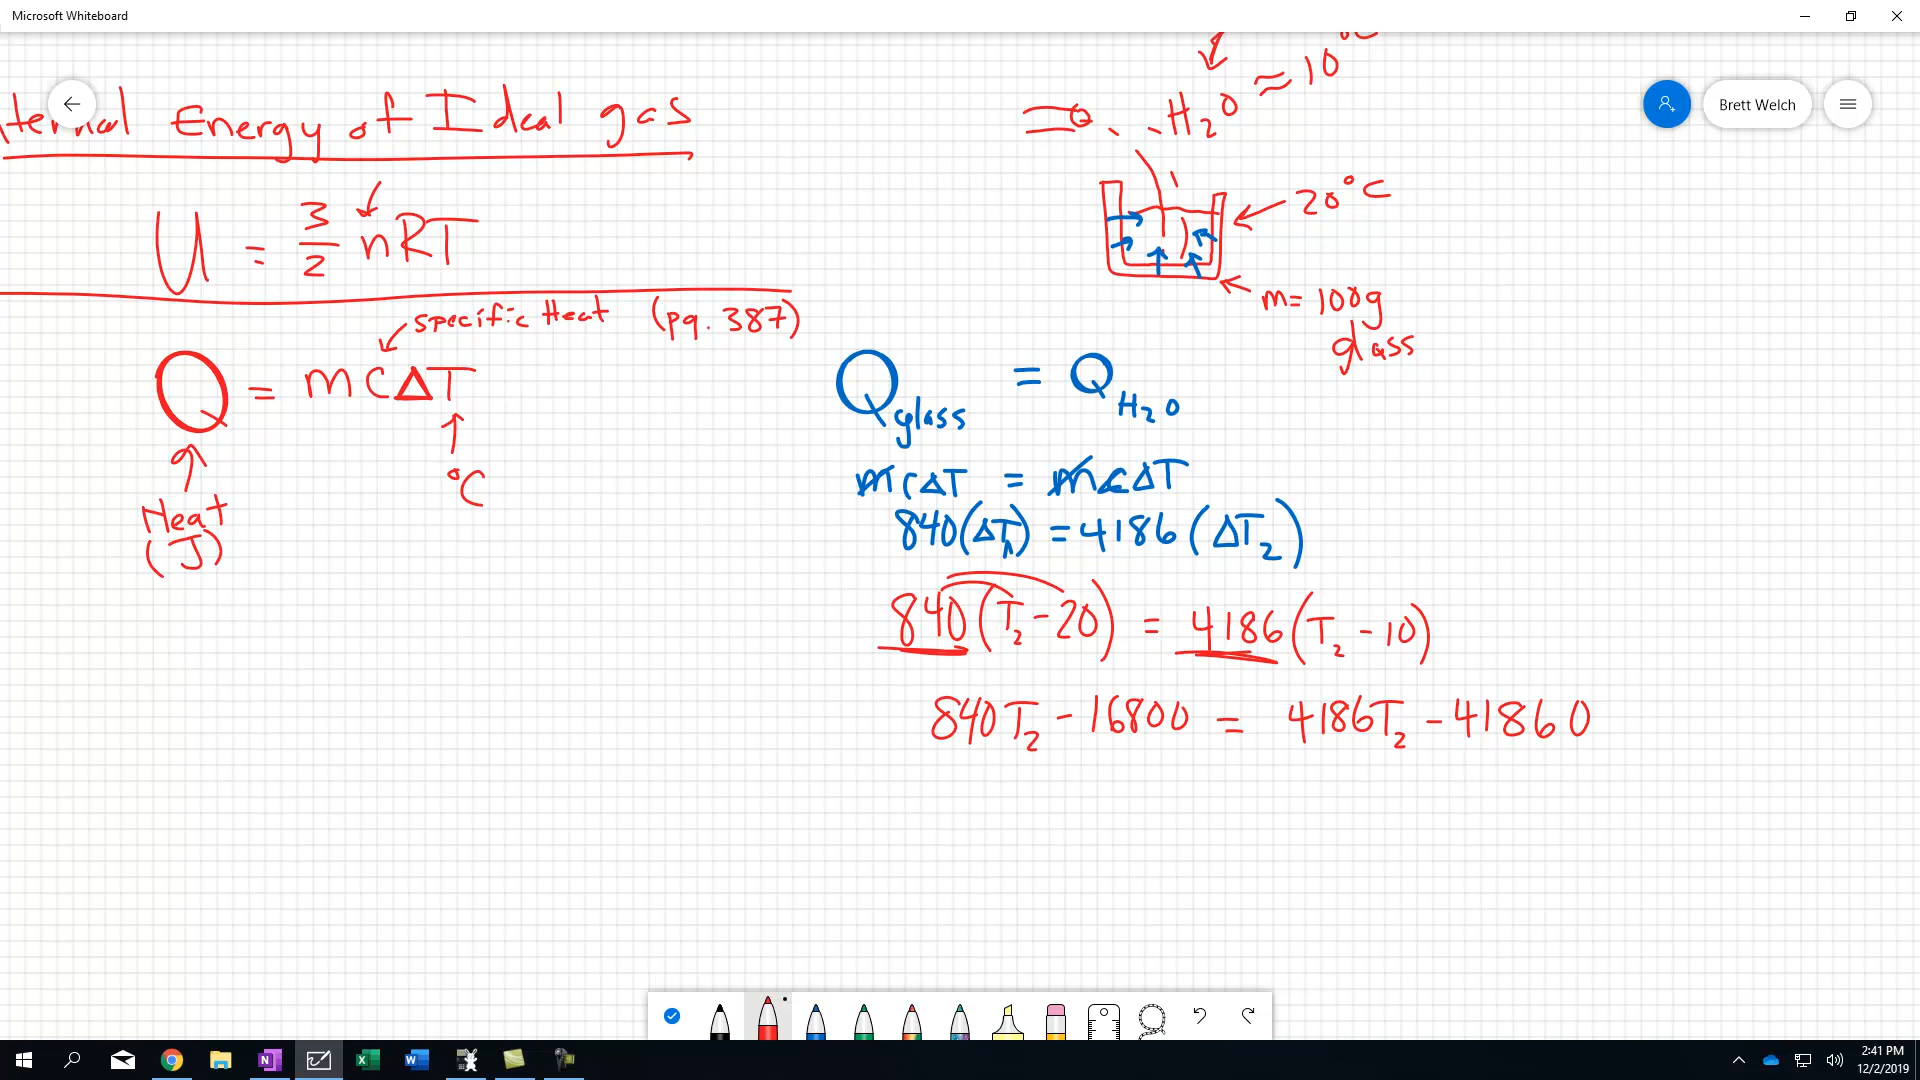 Microsoft Whiteboard
ternal Energy of Ideal gas
U = 3/2 nRT
specific Heat (pg. 387)
Q = mCΔT
°C
Heat
(J)
H2O ≈ 10 °C
20°C
m = 100g
glass
Qglass = QH2O
mcΔT = mcΔT
840(ΔT1) = 4186(ΔT2)
840(T2 - 20) = 4186(T2 - 10)
840T2 - 16800 = 4186T2 - 41860
Brett Welch
2:41 PM
12/2/2019